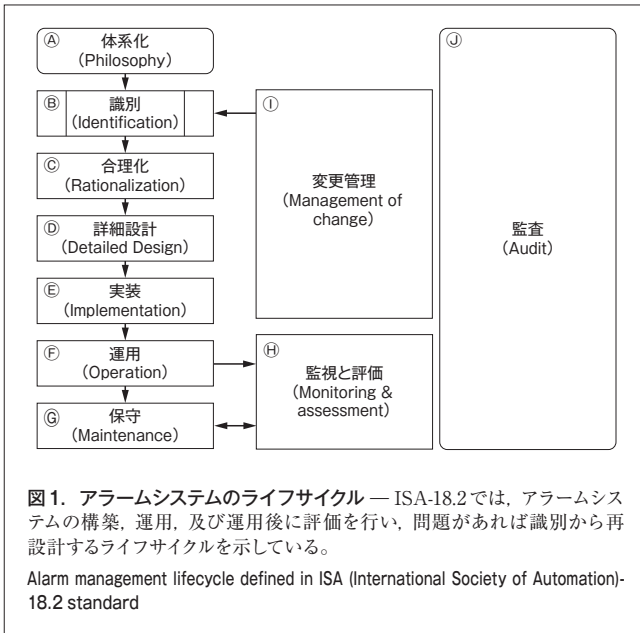 Ⓐ 体系化
(Philosophy)
Ⓑ 識別
(Identification)
Ⓒ 合理化
(Rationalization)
Ⓓ 詳細設計
(Detailed Design)
Ⓔ 実装
(Implementation)
Ⓕ 運用
(Operation)
Ⓖ 保守
(Maintenance)
Ⓘ
変更管理
(Management of
change)
Ⓗ
監視と評価
(Monitoring &
assessment)
Ⓙ
監査
(Audit)
図1. アラームシステムのライフサイクル — ISA-18.2では，アラームシス
テムの構築，運用，及び運用後に評価を行い，問題があれば識別から再
設計するライフサイクルを示している。
Alarm management lifecycle defined in ISA (International Society of Automation)-
18.2 standard